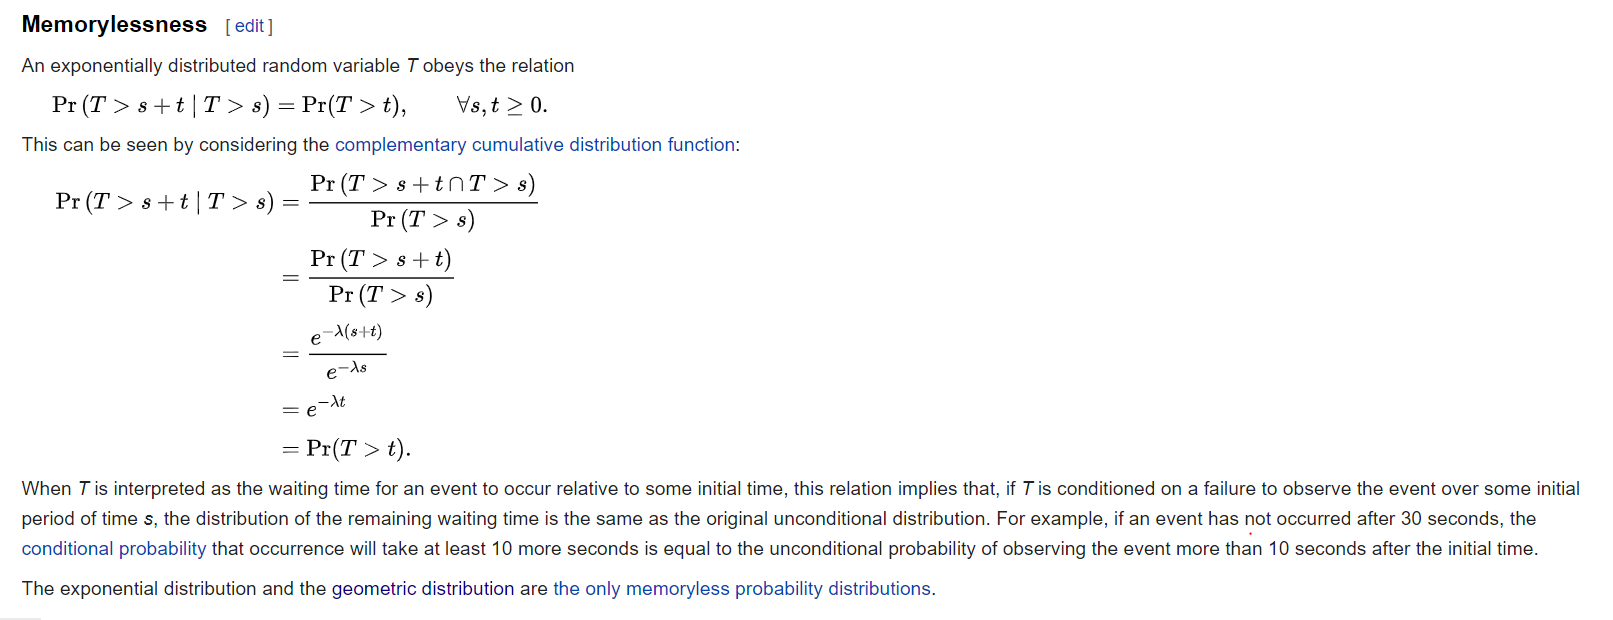 Memorylessness [ edit ]
An exponentially distributed random variable T obeys the relation
Pr (T > s + t | T > s) = Pr(T > t), ∀s, t ≥ 0.
This can be seen by considering the complementary cumulative distribution function:
Pr (T > s + t | T > s) = Pr (T > s + t ∩ T > s) / Pr (T > s)
= Pr (T > s + t) / Pr (T > s)
= e^{−λ(s+t)} / e^{−λs}
= e^{−λt}
= Pr(T > t).
When T is interpreted as the waiting time for an event to occur relative to some initial time, this relation implies that, if T is conditioned on a failure to observe the event over some initial
period of time s, the distribution of the remaining waiting time is the same as the original unconditional distribution. For example, if an event has not occurred after 30 seconds, the
conditional probability that occurrence will take at least 10 more seconds is equal to the unconditional probability of observing the event more than 10 seconds after the initial time.
The exponential distribution and the geometric distribution are the only memoryless probability distributions.